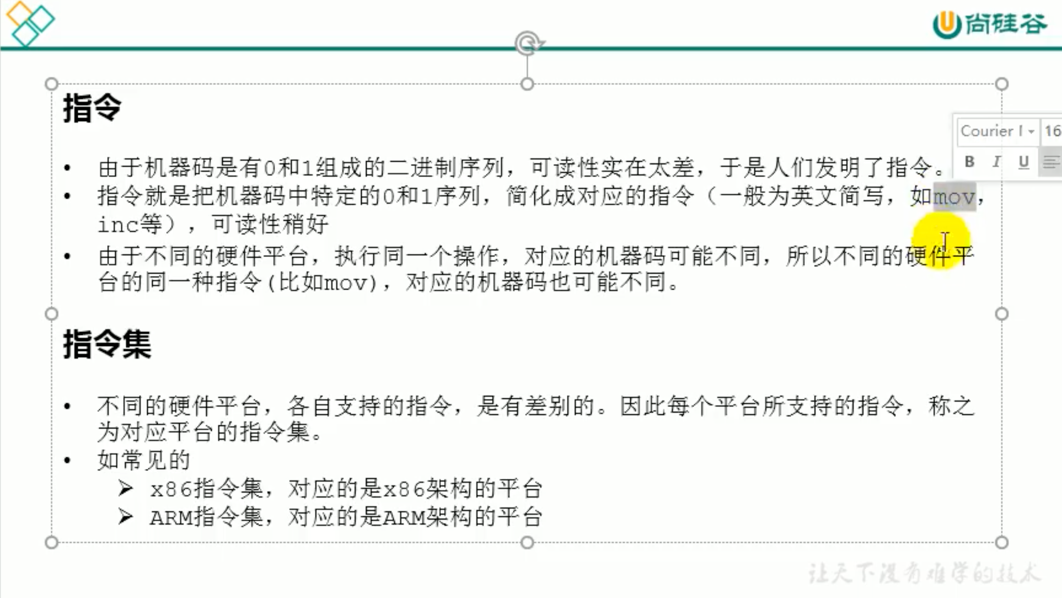 尚硅谷
指令
Courier I 16
B I U
• 由于机器码是有0和1组成的二进制序列，可读性实在太差，于是人们发明了指令。
• 指令就是把机器码中特定的0和1序列，简化成对应的指令（一般为英文简写，如mov，
inc等），可读性稍好
• 由于不同的硬件平台，执行同一个操作，对应的机器码可能不同，所以不同的硬件平
台的同一种指令(比如mov)，对应的机器码也可能不同。
指令集
• 不同的硬件平台，各自支持的指令，是有差别的。因此每个平台所支持的指令，称之
为对应平台的指令集。
• 如常见的
➢ x86指令集，对应的是x86架构的平台
➢ ARM指令集，对应的是ARM架构的平台
让天下没有难学的技术